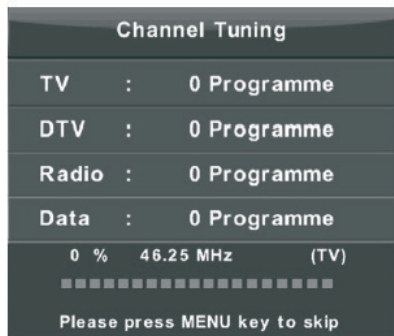 Channel Tuning
TV : 0 Programme
DTV : 0 Programme
Radio : 0 Programme
Data : 0 Programme
0 % 46.25 MHz (TV)
Please press MENU key to skip